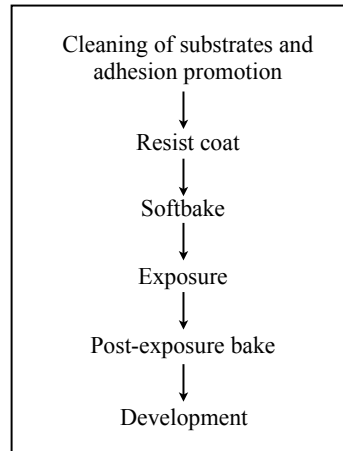 Cleaning of substrates and
adhesion promotion
Resist coat
Softbake
Exposure
Post-exposure bake
Development